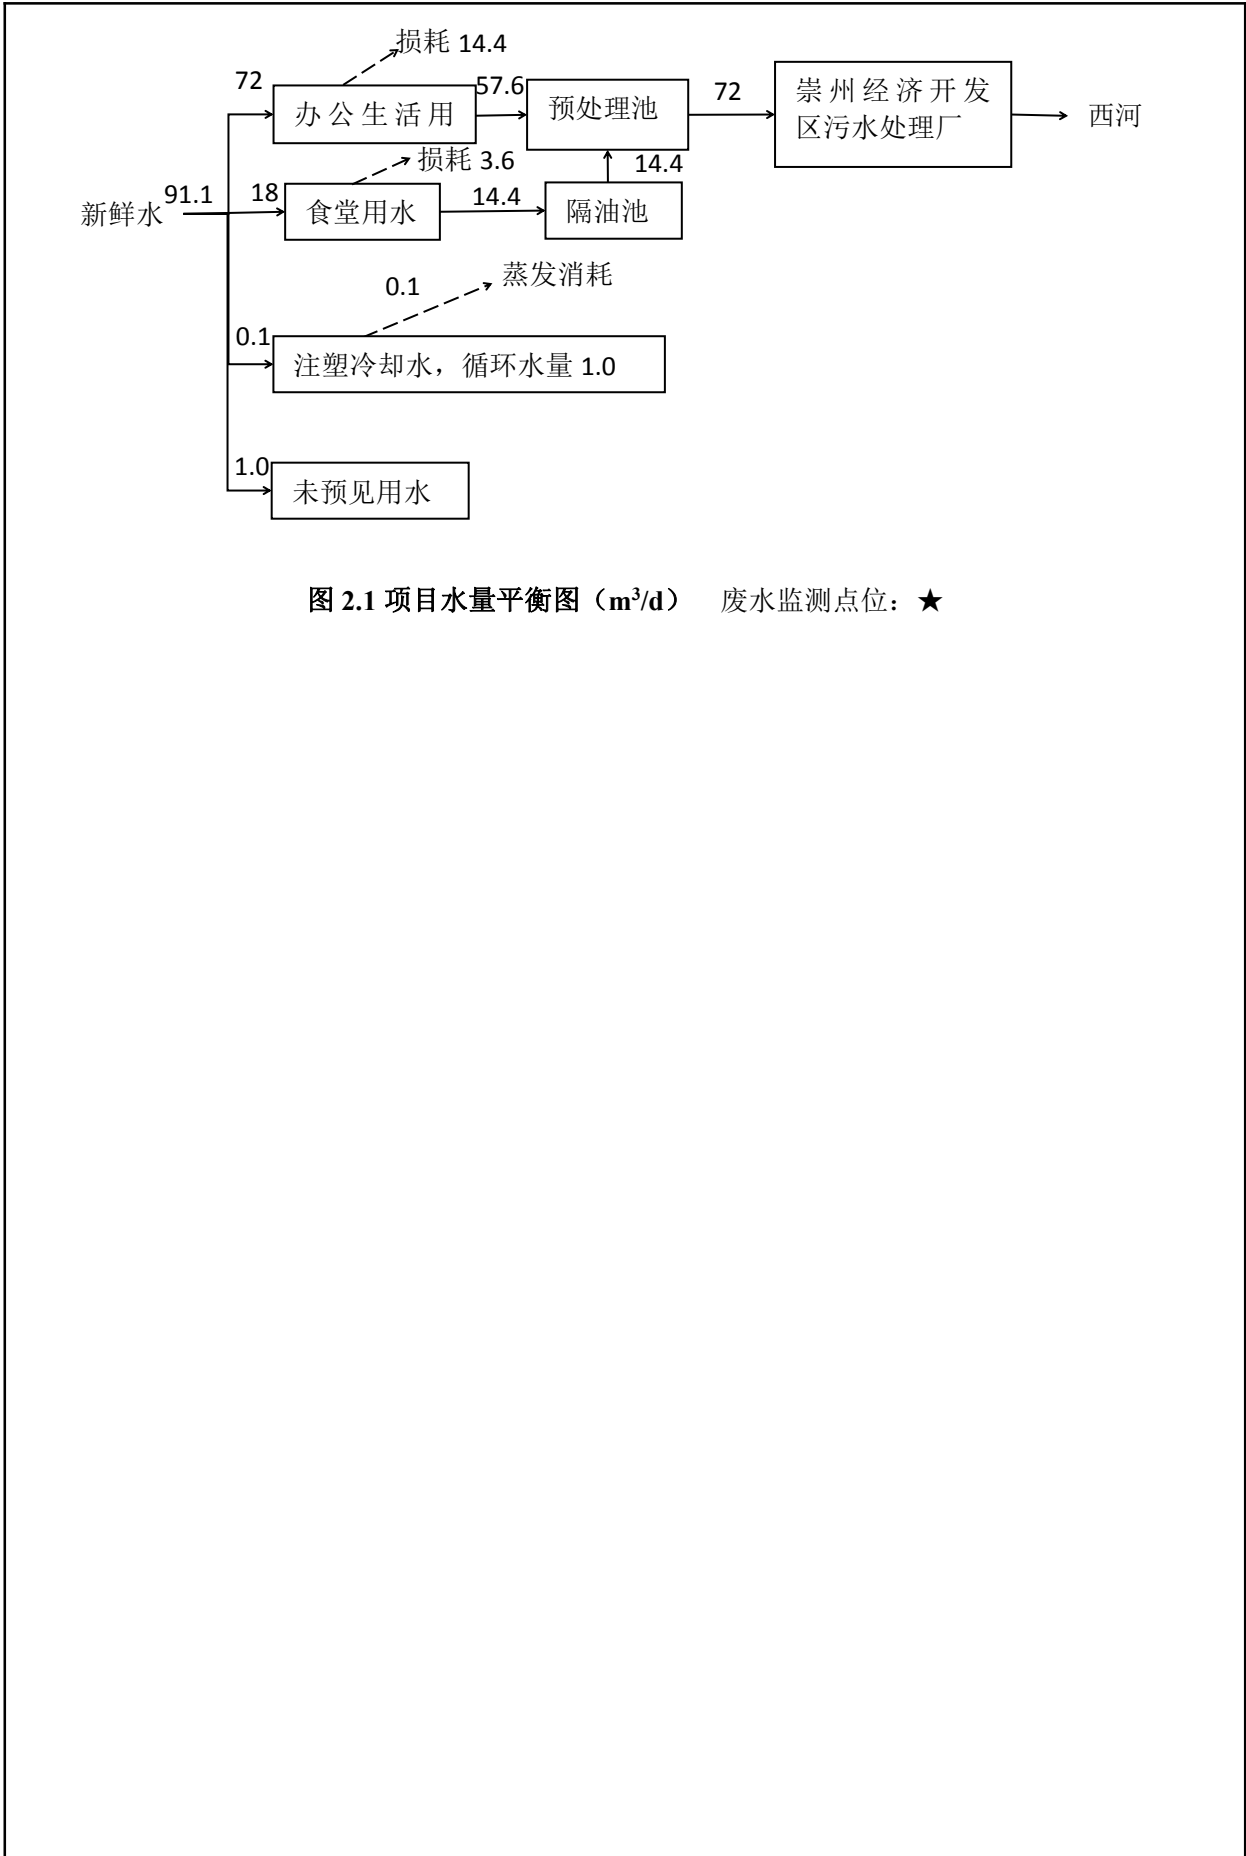 损耗 14.4
72
办公生活用
57.6
预处理池
72
崇州经济开发
区污水处理厂
西河
损耗 3.6
14.4
新鲜水
91.1
18
食堂用水
14.4
隔油池
0.1
蒸发消耗
0.1
注塑冷却水，循环水量 1.0
1.0
未预见用水
图 2.1 项目水量平衡图（m³/d） 废水监测点位：★